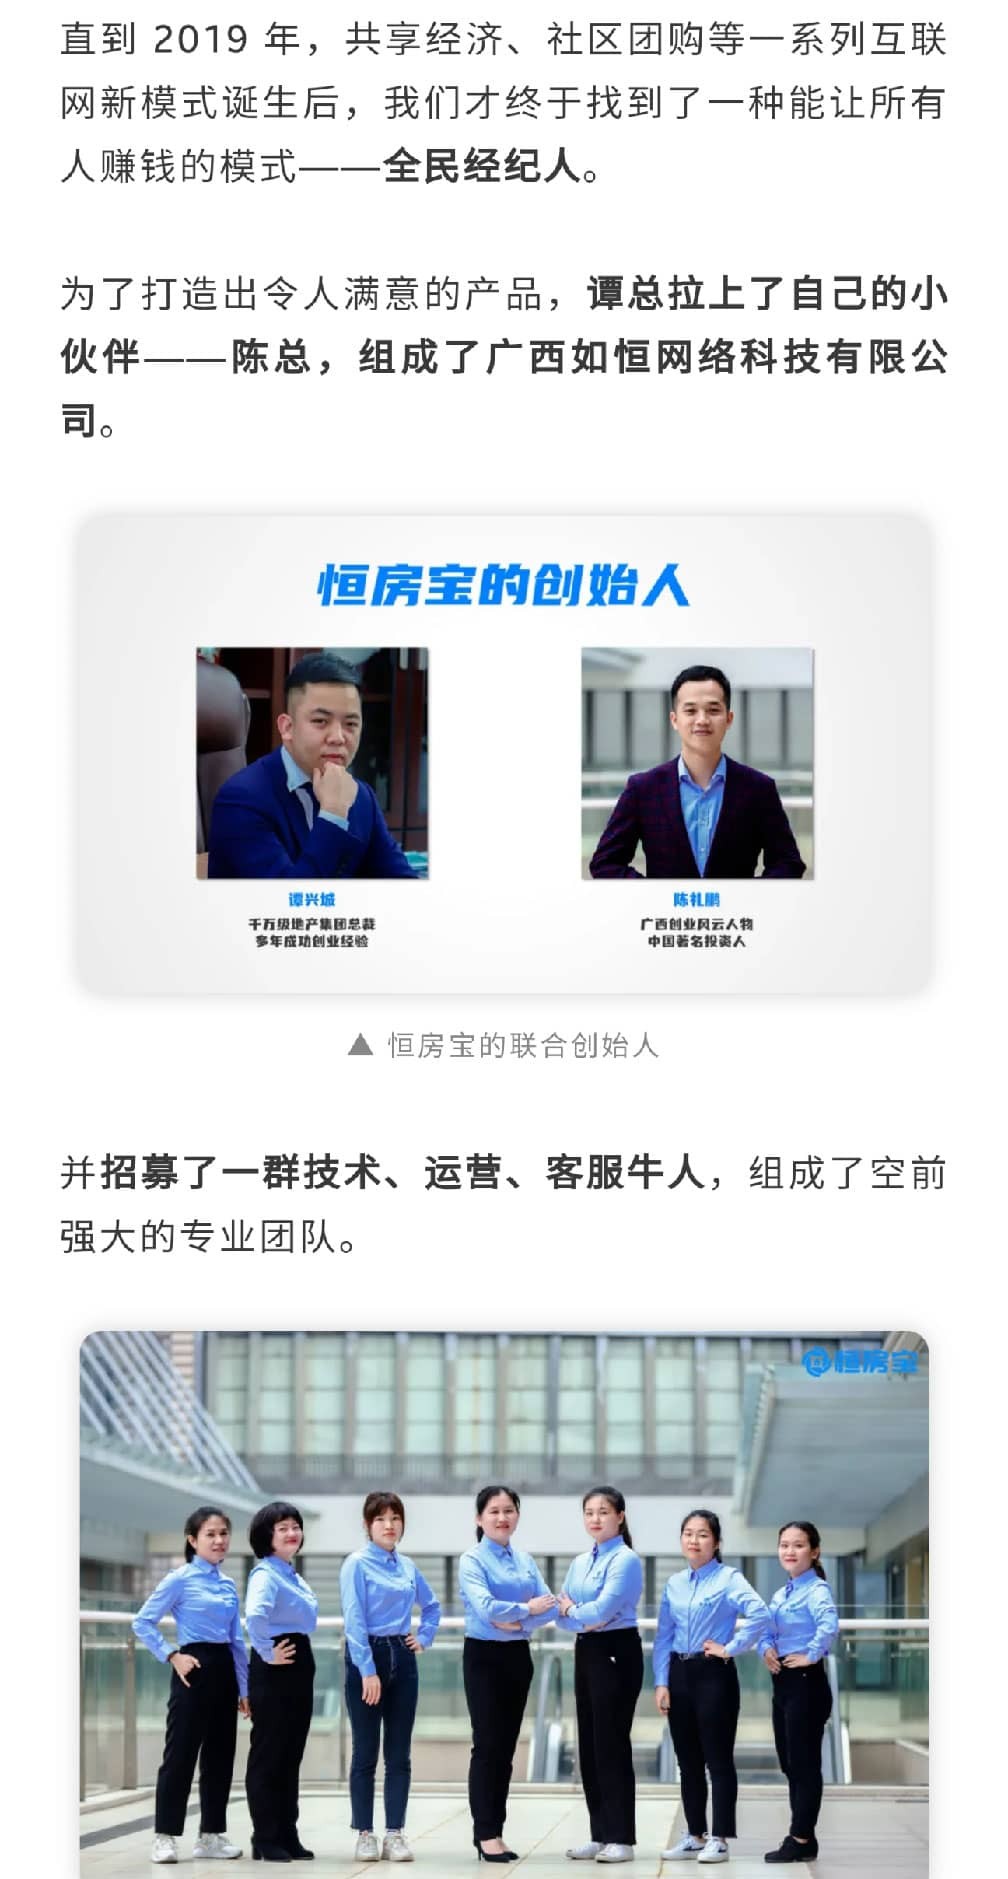 直到 2019 年，共享经济、社区团购等一系列互联
网新模式诞生后，我们才终于找到了一种能让所有
人赚钱的模式——全民经纪人。
为了打造出令人满意的产品，谭总拉上了自己的小
伙伴——陈总，组成了广西如恒网络科技有限公
司。
恒房宝的创始人
谭兴城
千万级地产集团总裁
多年成功创业经验
陈礼鹏
广西创业风云人物
中国著名投资人
▲ 恒房宝的联合创始人
并招募了一群技术、运营、客服牛人，组成了空前
强大的专业团队。
恒房宝